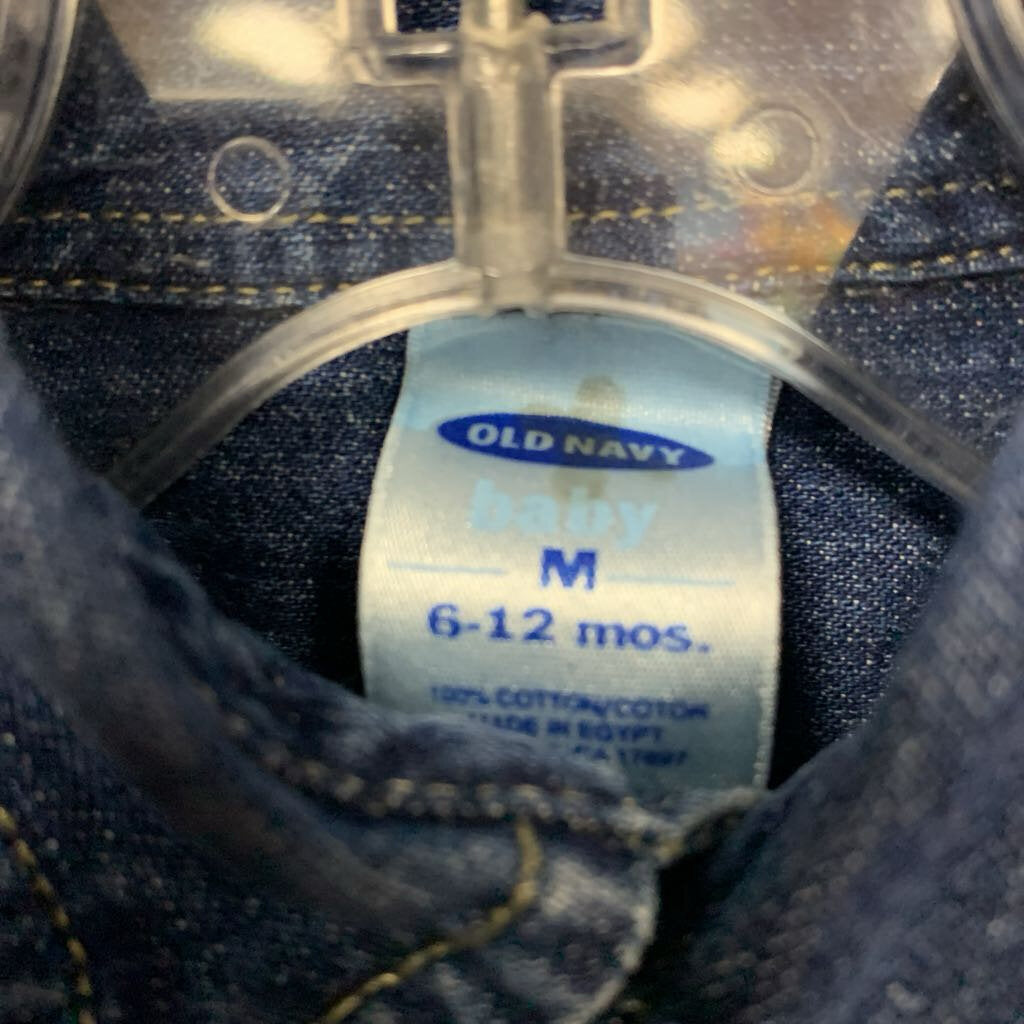 OLD NAVY
baby
M
6-12 mos.
100% COTTON/COTON
MADE IN EGYPT